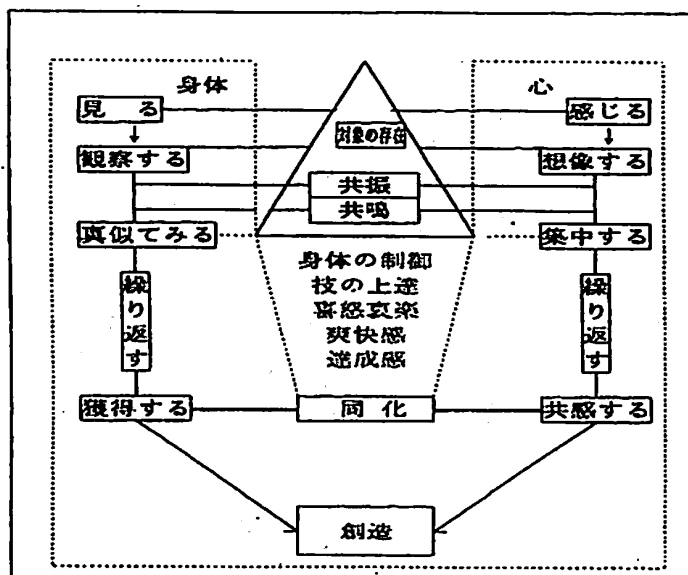 身体
心
見る
感じる
対象の存在
観察する
想像する
共振
共鳴
真似てみる
集中する
身体の制御
技の上達
喜怒哀楽
爽快感
達成感
繰り返す
繰り返す
獲得する
同化
共感する
創造